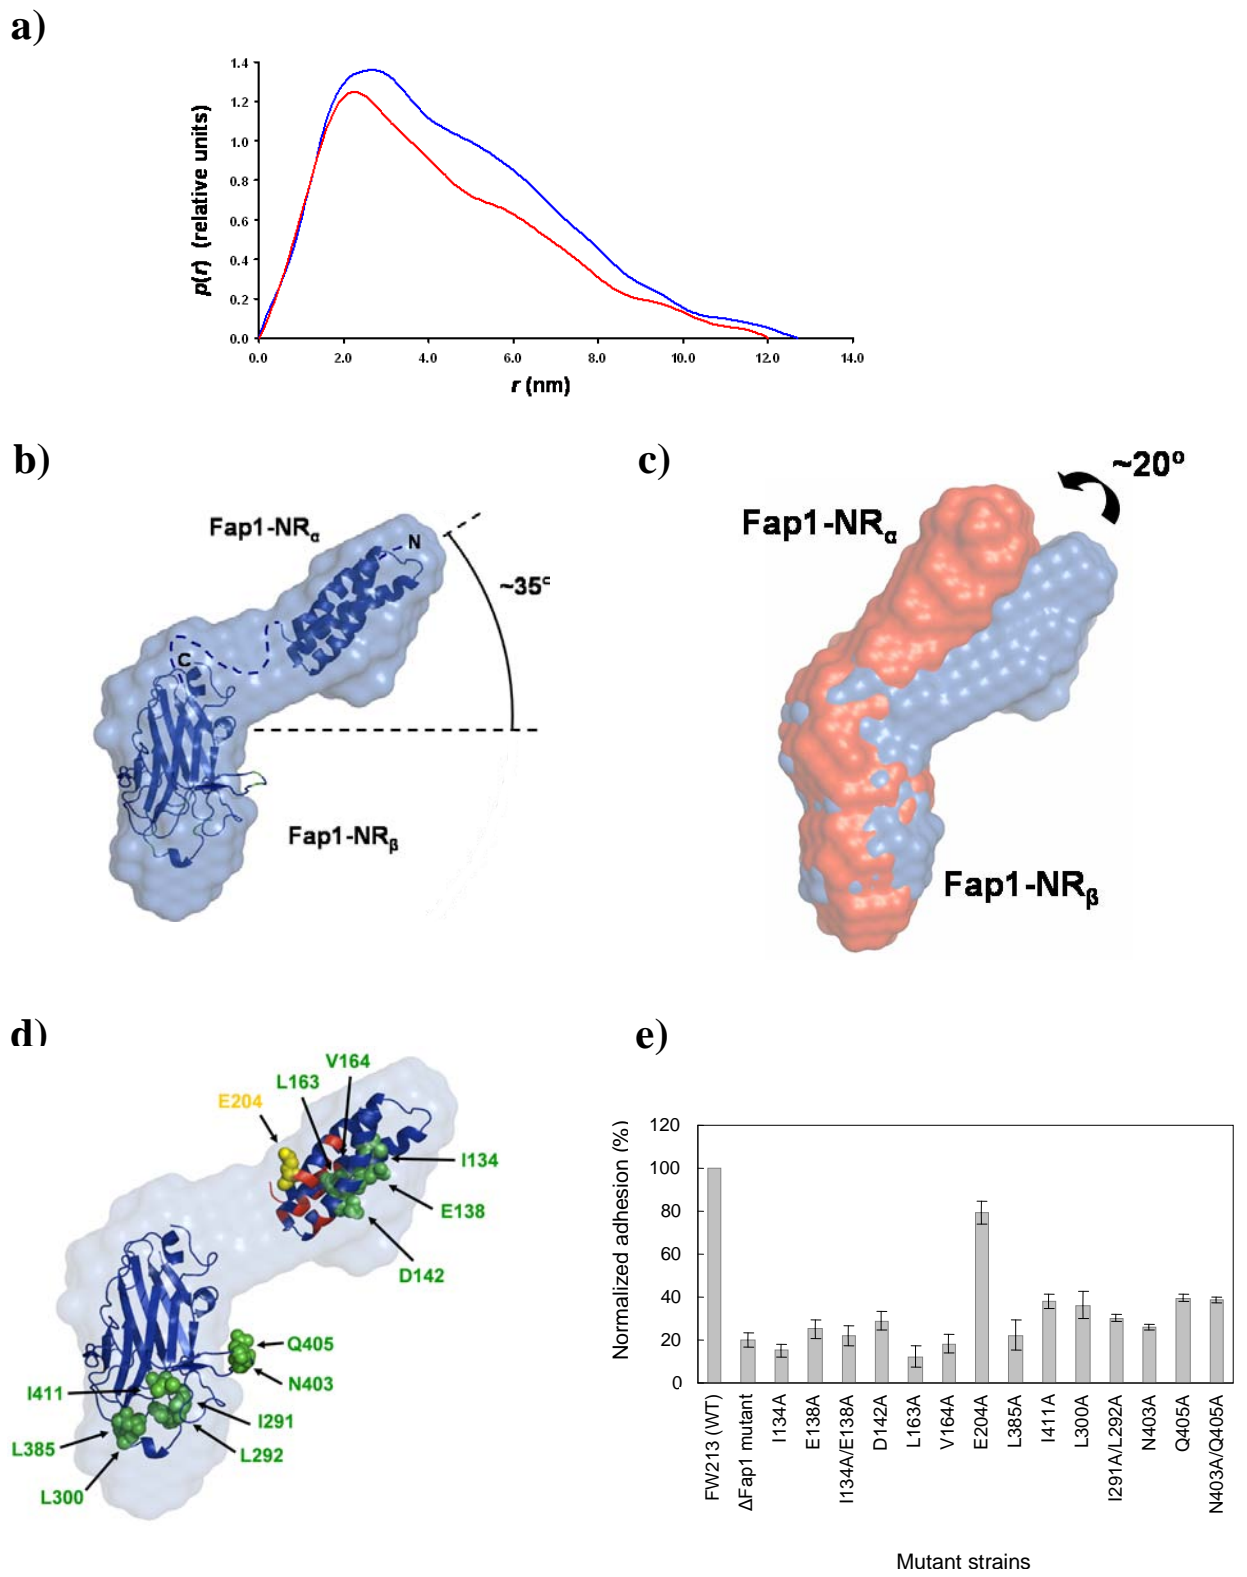 a)
1.4
1.2
1.0
0.8
0.6
0.4
0.2
0.0
p(r) (relative units)
0.0 2.0 4.0 6.0 8.0 10.0 12.0 14.0
r (nm)
b)
Fap1-NRα
N
~35°
C
Fap1-NRβ
c)
~20°
Fap1-NRα
Fap1-NRβ
d)
V164
L163
E204
I134
E138
D142
Q405
N403
I411
I291
L385
L292
L300
e)
120
100
80
60
40
20
0
Normalized adhesion (%)
FW213 (WT)
ΔFap1 mutant
I134A
E138A
I134A/E138A
D142A
L163A
V164A
E204A
L385A
I411A
L300A
I291A/L292A
N403A
Q405A
N403A/Q405A
Mutant strains